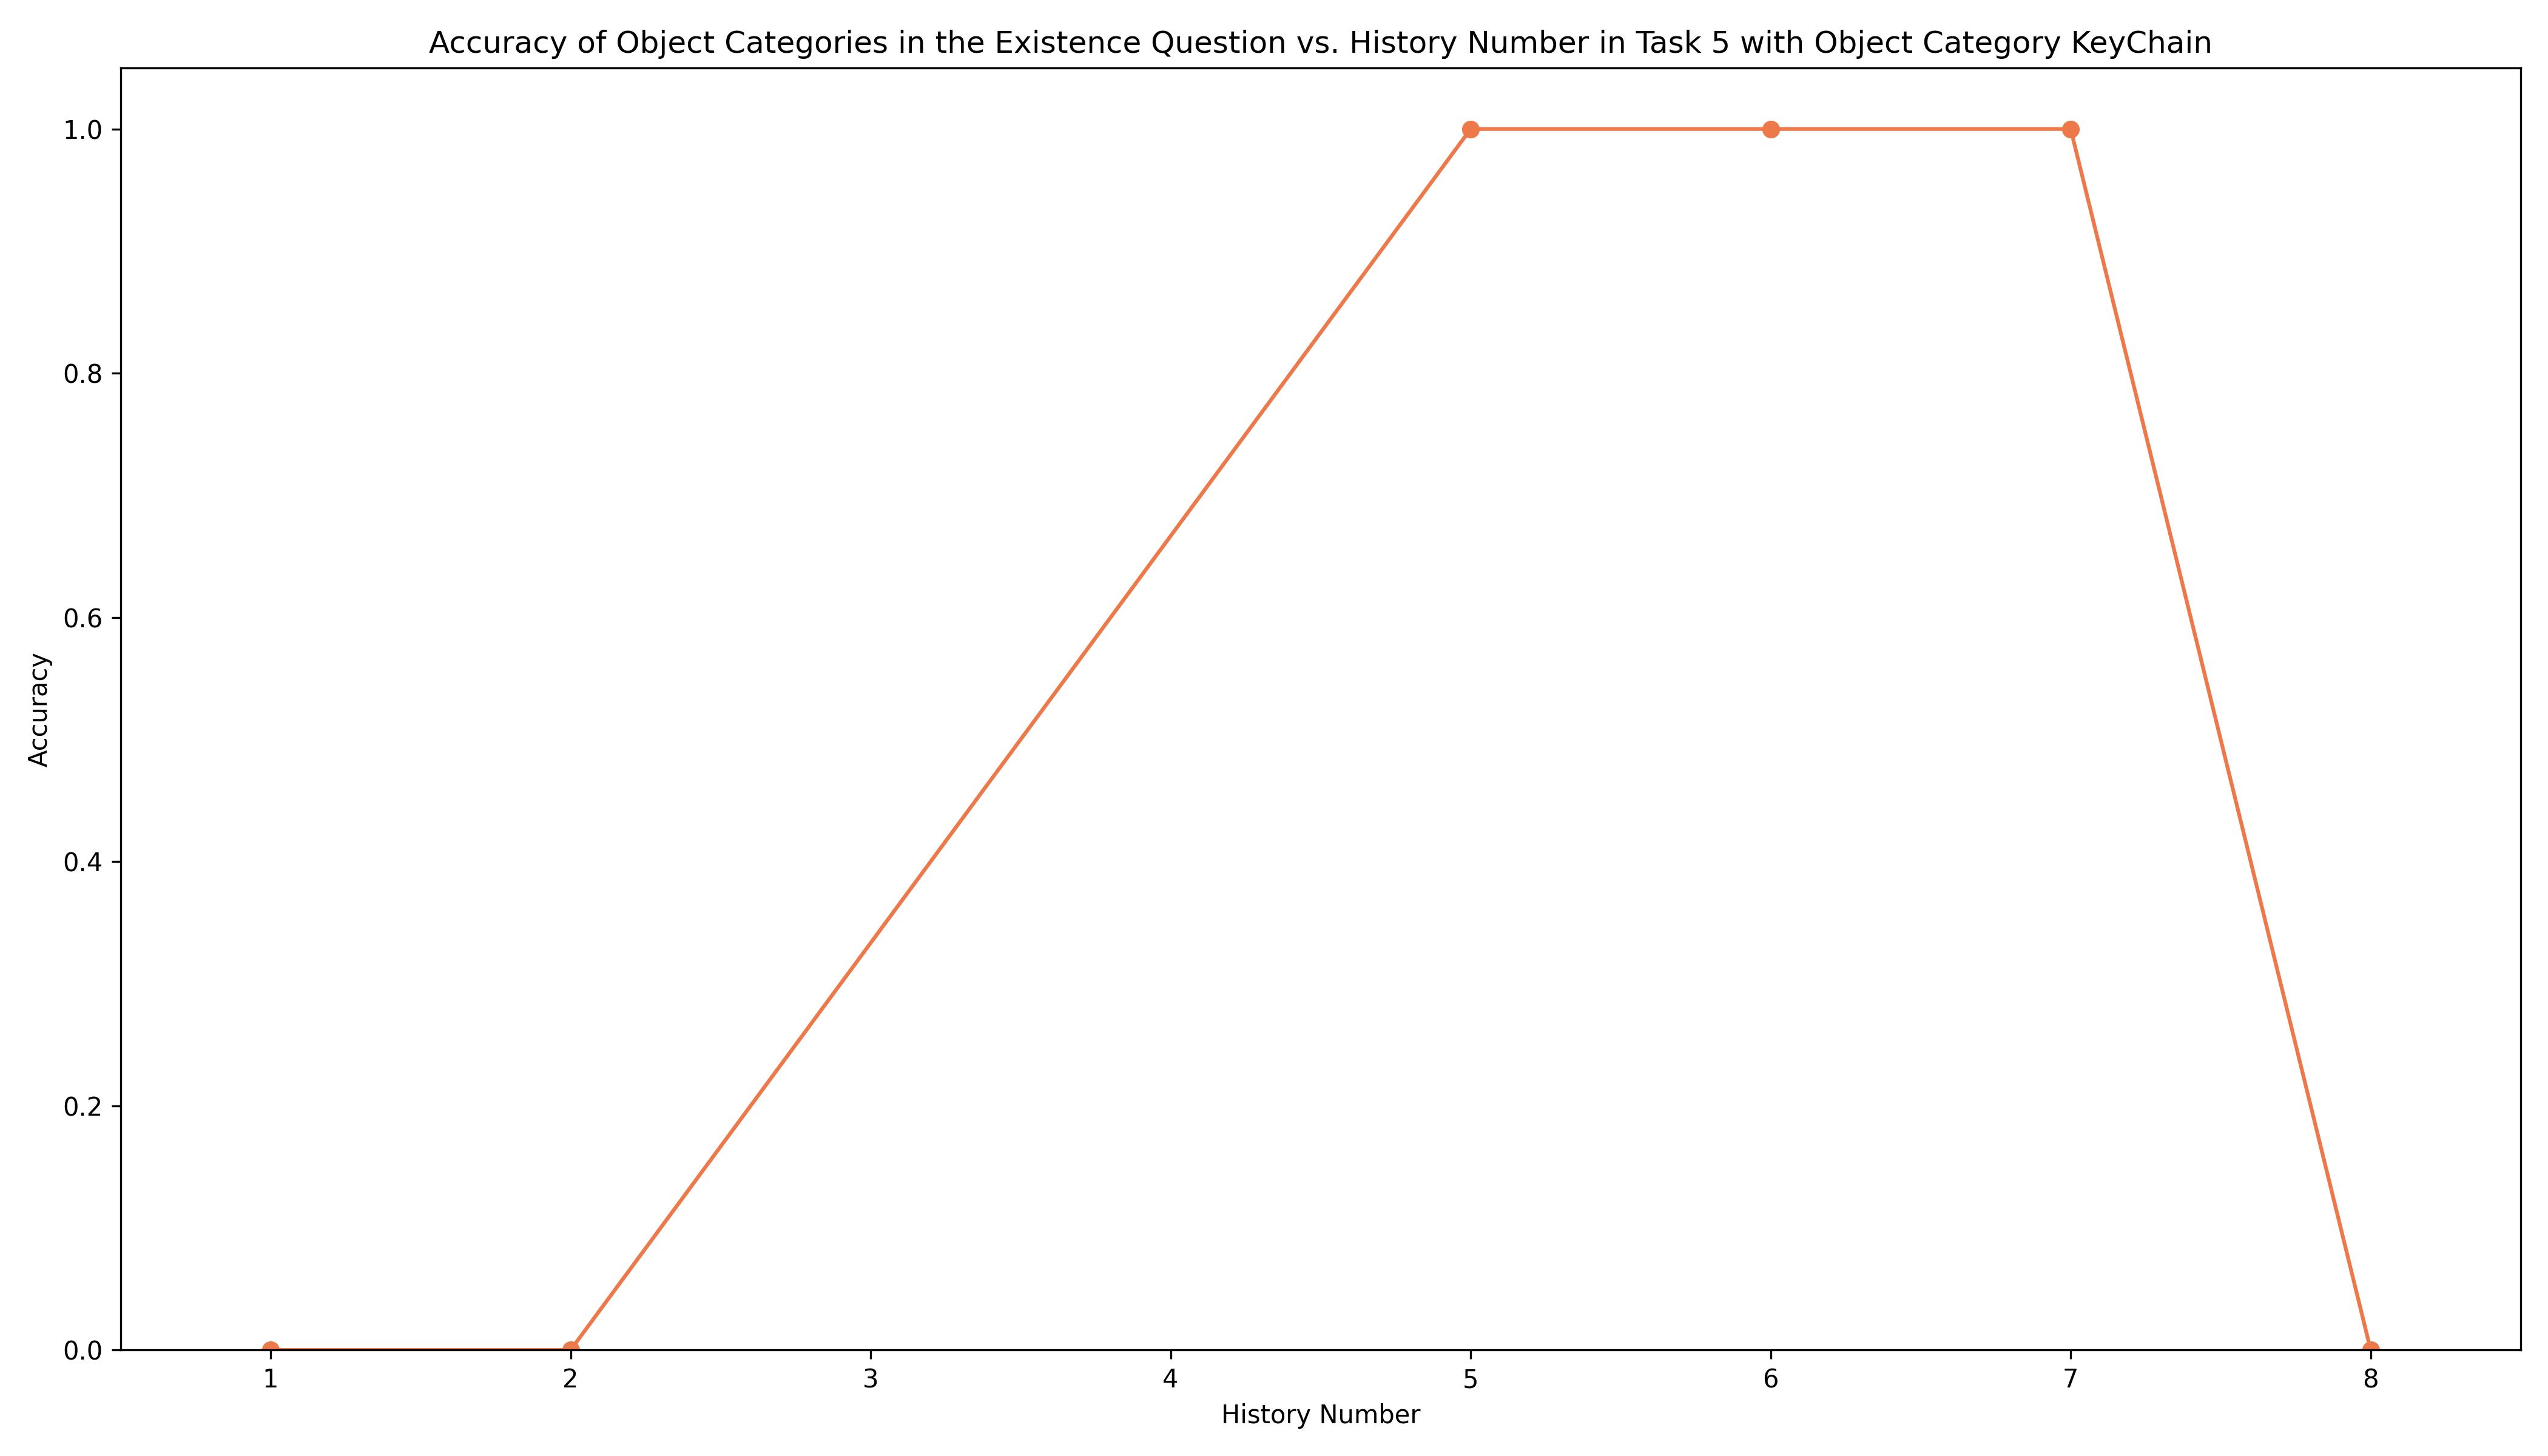 Accuracy of Object Categories in the Existence Question vs. History Number in Task 5 with Object Category KeyChain
1.0
0.8
0.6
0.4
0.2
0.0
Accuracy
1 2 3 4 5 6 7 8
History Number